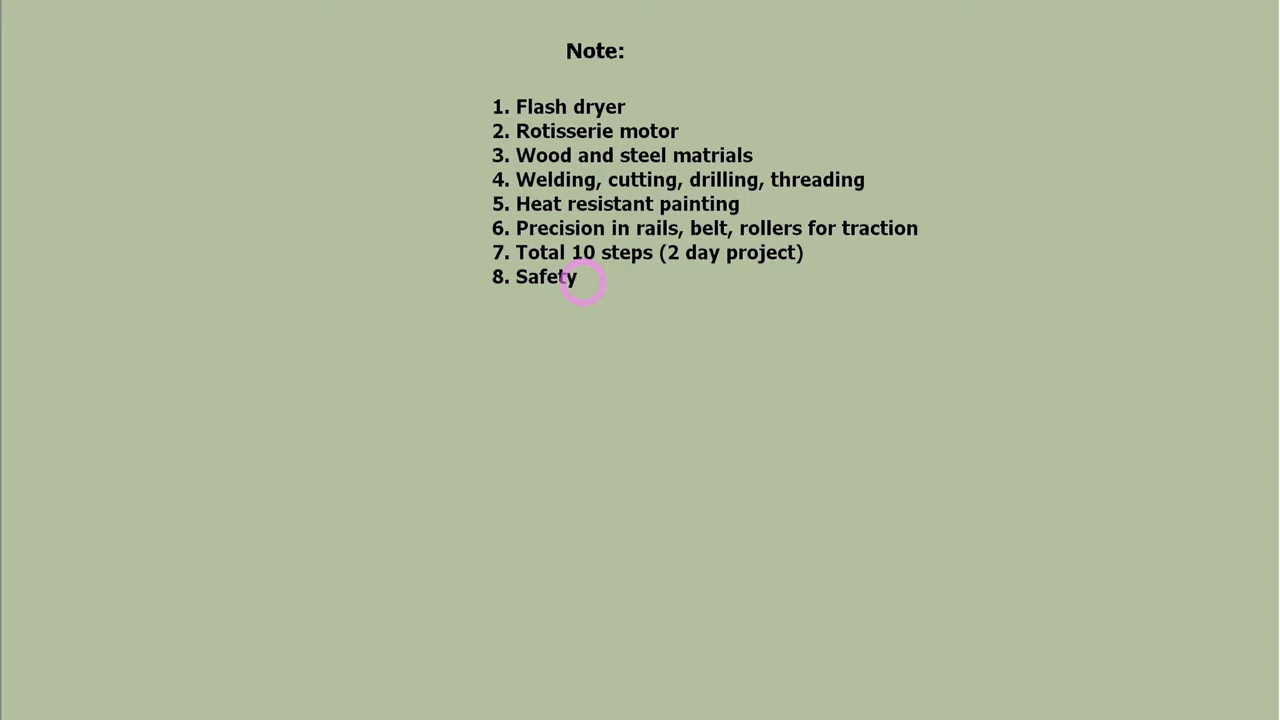 Note:
1. Flash dryer
2. Rotisserie motor
3. Wood and steel matrials
4. Welding, cutting, drilling, threading
5. Heat resistant painting
6. Precision in rails, belt, rollers for traction
7. Total 10 steps (2 day project)
8. Safety